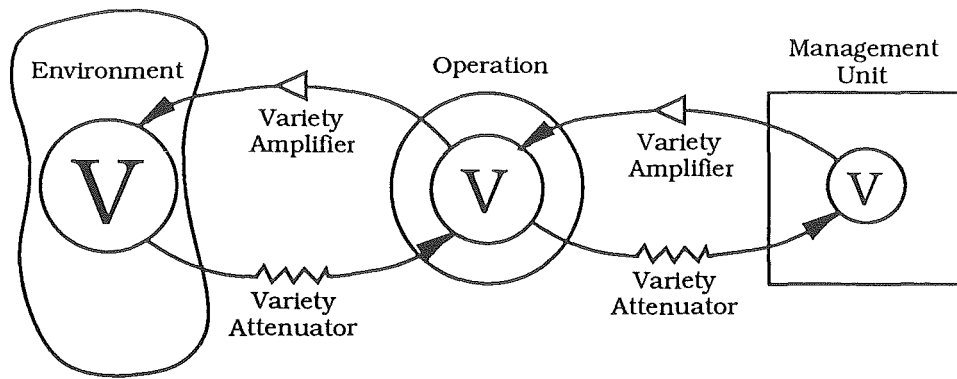 Environment
Operation
Management
Unit
Variety
Amplifier
Variety
Amplifier
V
V
V
Variety
Attenuator
Variety
Attenuator